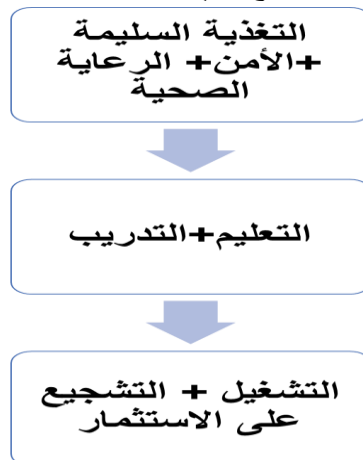 التغذية السليمة
+الأمن+ الرعاية
الصحية
التعليم+التدريب
التشغيل + التشجيع
على الاستثمار